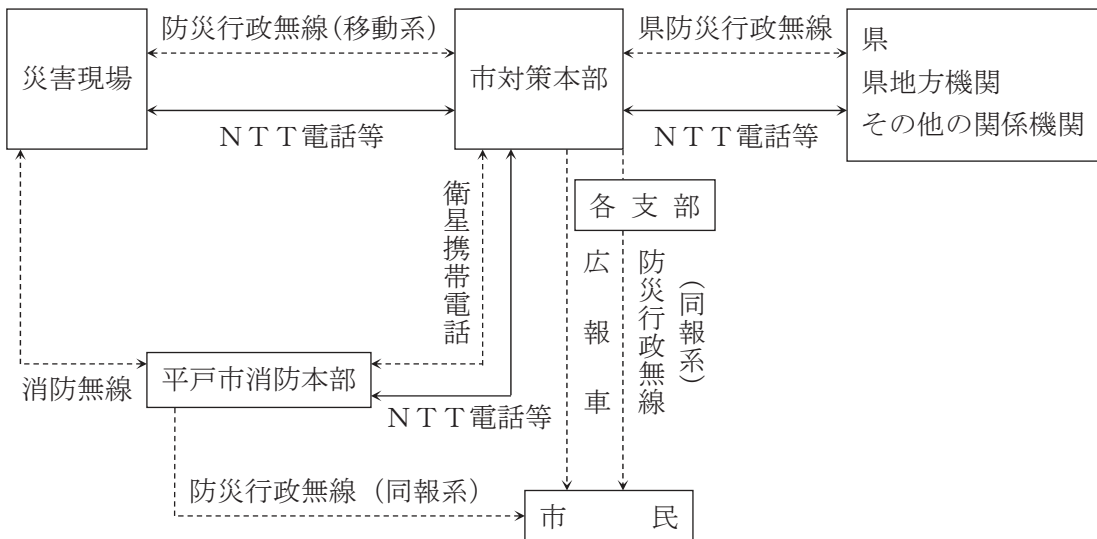 防災行政無線(移動系)
県防災行政無線
災害現場
市対策本部
県
県地方機関
その他の関係機関
ＮＴＴ電話等
ＮＴＴ電話等
衛星携帯電話
各支部
広報車
防災行政無線
(同報系)
消防無線
平戸市消防本部
ＮＴＴ電話等
防災行政無線（同報系）
市　　民